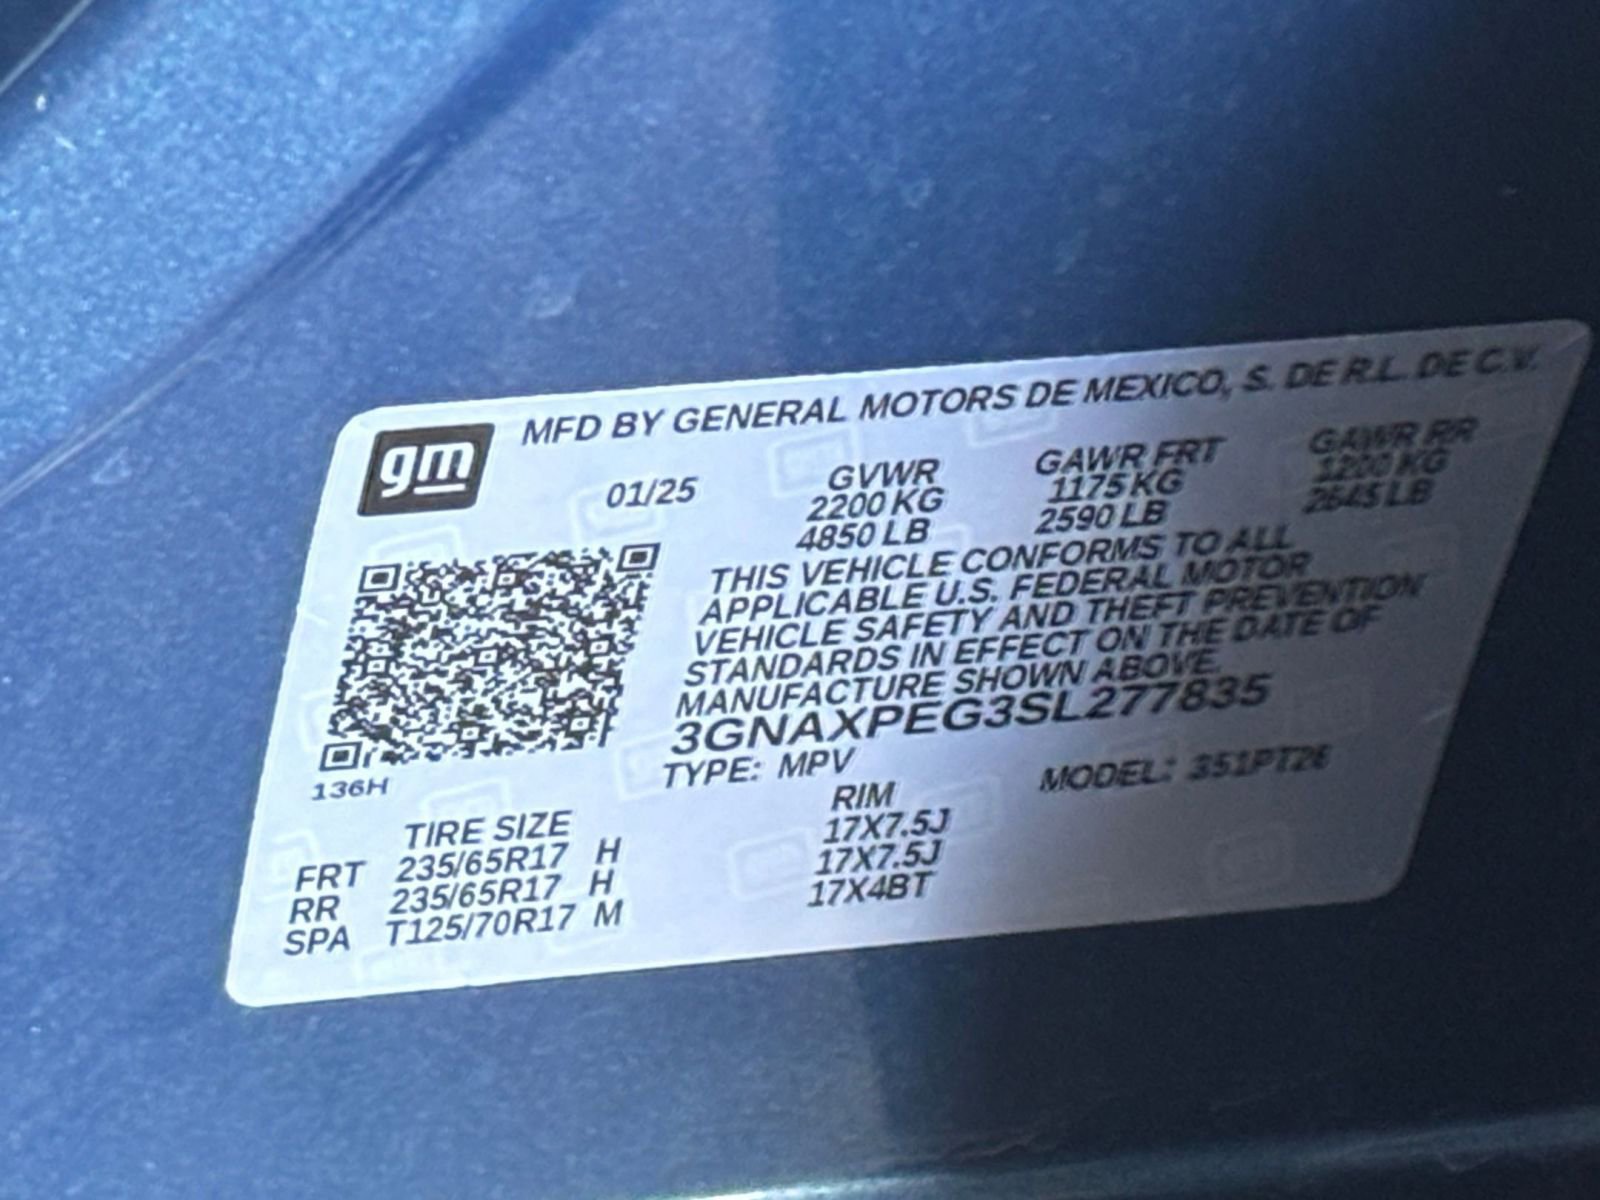 gm
MFD BY GENERAL MOTORS DE MEXICO, S. DE R.L. DE C.V.
01/25
GVWR
2200 KG
4850 LB
GAWR FRT
1175 KG
2590 LB
GAWR RR
1200 KG
2645 LB
THIS VEHICLE CONFORMS TO ALL
APPLICABLE U.S. FEDERAL MOTOR
VEHICLE SAFETY AND THEFT PREVENTION
STANDARDS IN EFFECT ON THE DATE OF
MANUFACTURE SHOWN ABOVE.
3GNAXPEG3SL277835
TYPE: MPV MODEL: 351PT26
136H
TIRE SIZE RIM
FRT 235/65R17 H 17X7.5J
RR 235/65R17 H 17X7.5J
SPA T125/70R17 M 17X4BT